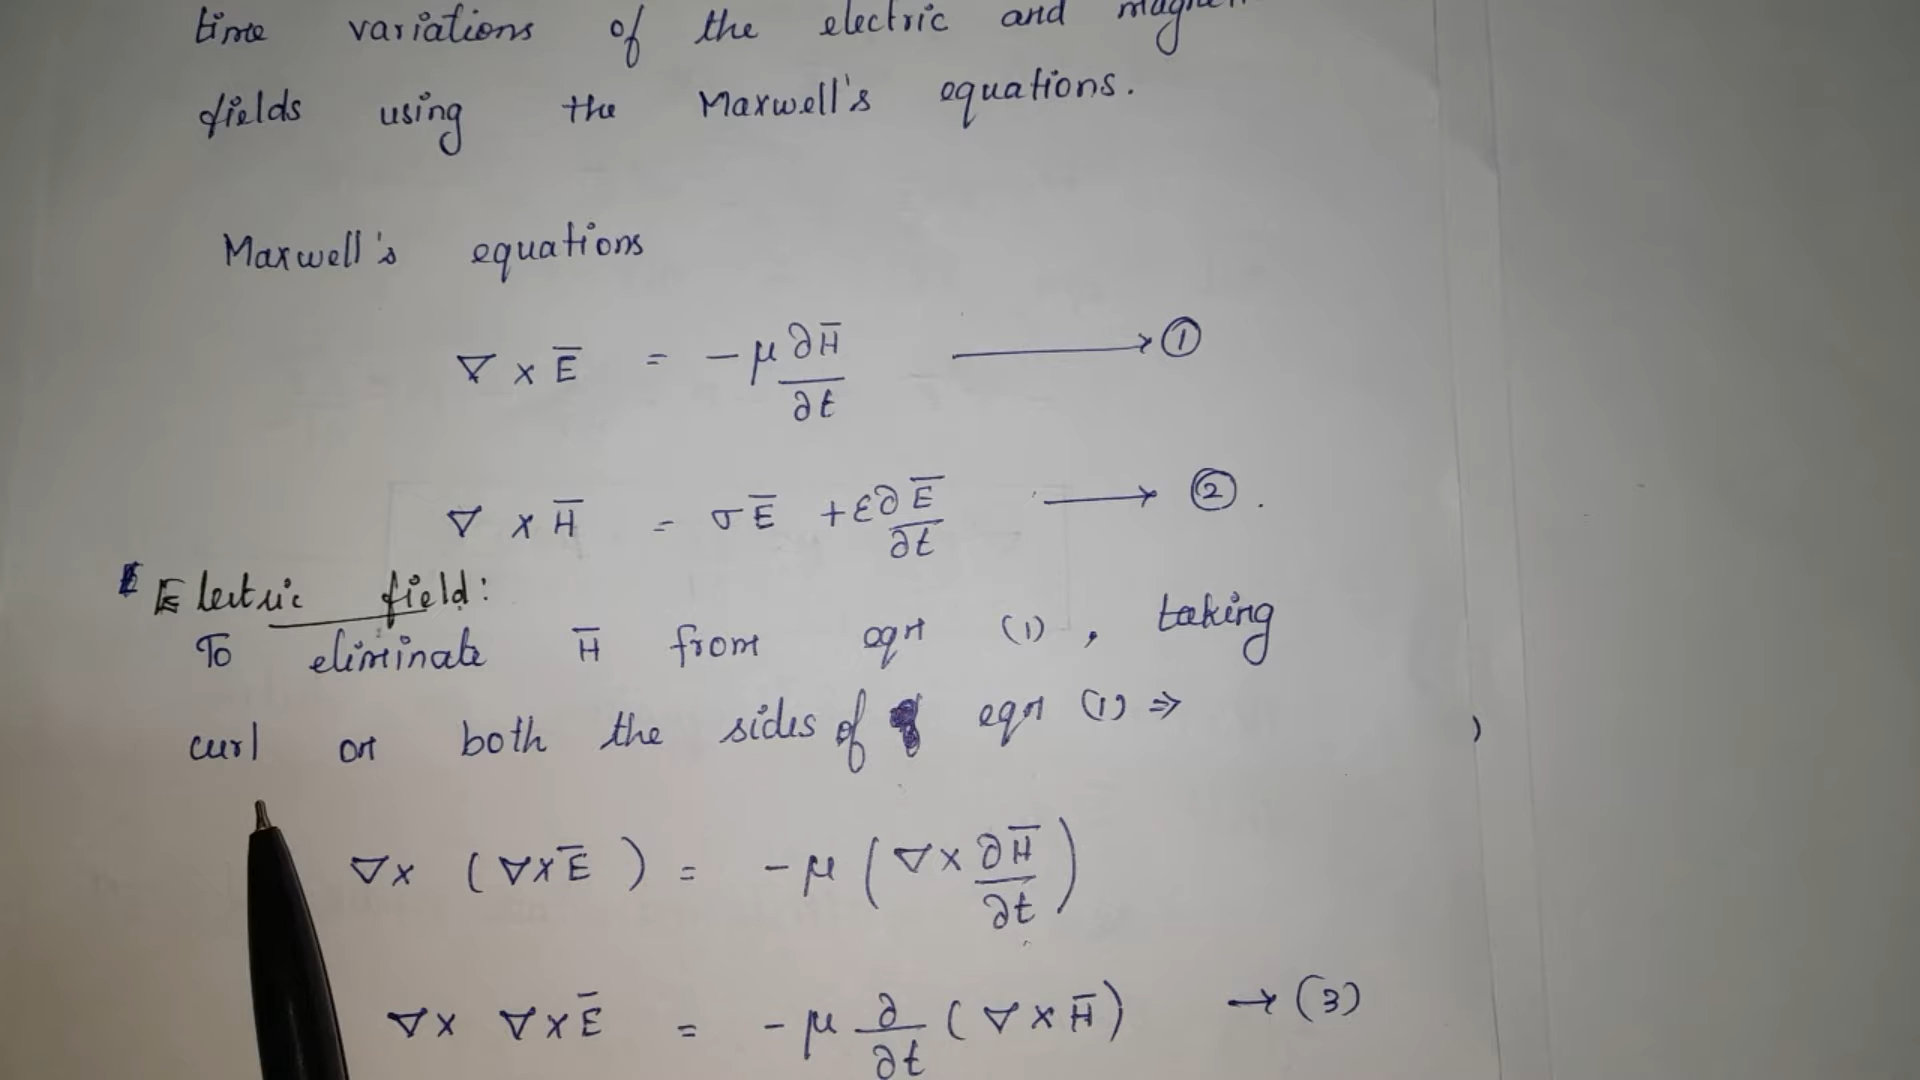 time variations of the electric and
fields using the Maxwell's equations.
Maxwell's equations
∇ × E̅ = -μ ∂H̅/∂t ⟶ ①
∇ × H̅ = σE̅ + ε∂E̅/∂t ⟶ ②.
Electric field:
To eliminate H̅ from eqn (1), taking
curl on both the sides of eqn (1) ⇒
∇× (∇×E̅) = -μ (∇× ∂H̅/∂t)
∇× ∇×E̅ = -μ ∂/∂t (∇×H̅) → (3)